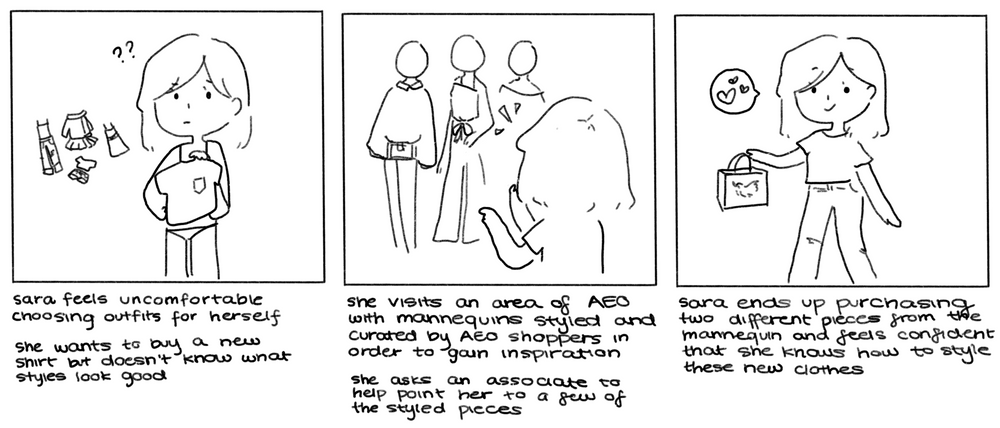 ??
sara feels uncomfortable
choosing outfits for herself
she wants to buy a new
shirt but doesn't know what
styles look good
she visits an area of AEO
with mannequins styled and
curated by AEO shoppers in
order to gain inspiration
she asks an associate to
help point her to a few of
the styled pieces
sara ends up purchasing
two different pieces from the
mannequin and feels confident
that she knows how to style
these new clothes